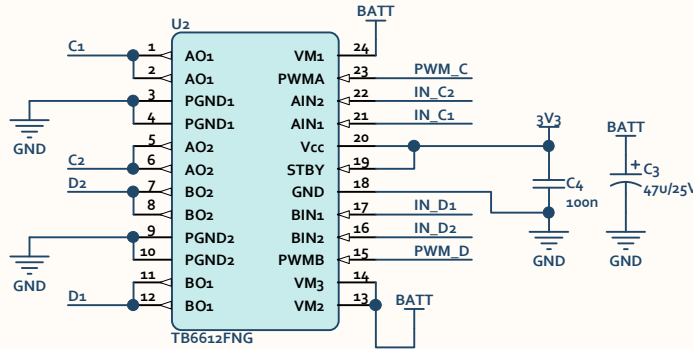 BATT
U2
C1
1 AO1 VM1 24
2 AO1 PWMA 23 PWM_C
3 PGND1 AIN2 22 IN_C2
4 PGND1 AIN1 21 IN_C1
GND
5 AO2 Vcc 20
3V3
BATT
C2
6 AO2 STBY 19
D2
7 BO2 GND 18
C4
100n
+
C3
47u/25V
8 BO2 BIN1 17 IN_D1
9 PGND2 BIN2 16 IN_D2
10 PGND2 PWMB 15 PWM_D
GND
GND
GND
11 BO1 VM3 14
D1
12 BO1 VM2 13
BATT
TB6612FNG